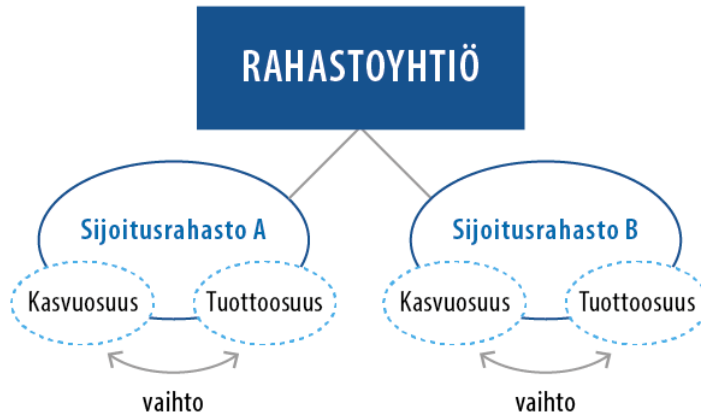 RAHASTOYHTIÖ
Sijoitusrahasto A
Sijoitusrahasto B
Kasvuosuus
Tuottoosuus
Kasvuosuus
Tuottoosuus
vaihto
vaihto